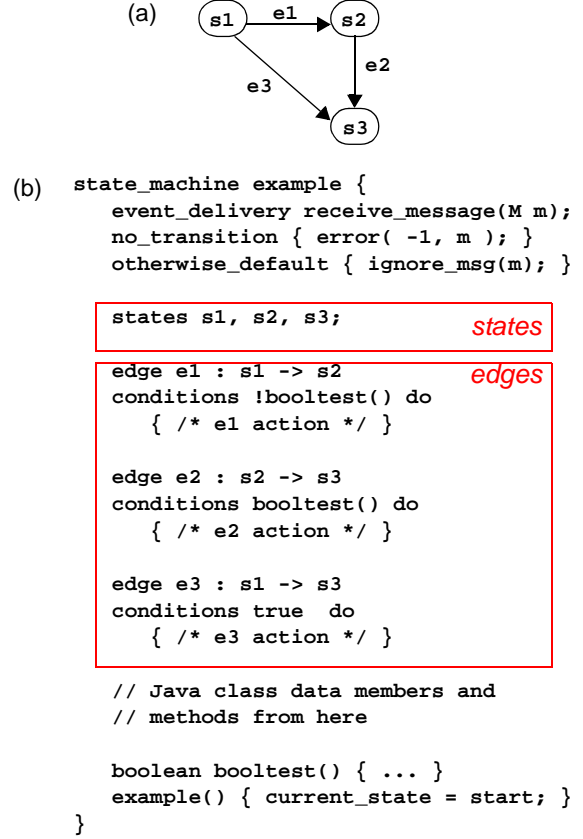 (a)
s1 e1 s2
e3 e2
s3
(b)
state_machine example {
event_delivery receive_message(M m);
no_transition { error( -1, m ); }
otherwise_default { ignore_msg(m); }
states s1, s2, s3;
states
edge e1 : s1 -> s2
edges
conditions !booltest() do
{ /* e1 action */ }
edge e2 : s2 -> s3
conditions booltest() do
{ /* e2 action */ }
edge e3 : s1 -> s3
conditions true  do
{ /* e3 action */ }
// Java class data members and
// methods from here
boolean booltest() { ... }
example() { current_state = start; }
}